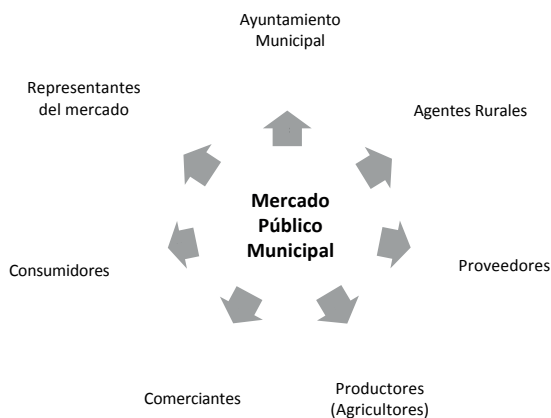 Ayuntamiento
Municipal
Representantes
del mercado
Agentes Rurales
Mercado
Público
Municipal
Consumidores
Proveedores
Comerciantes
Productores
(Agricultores)